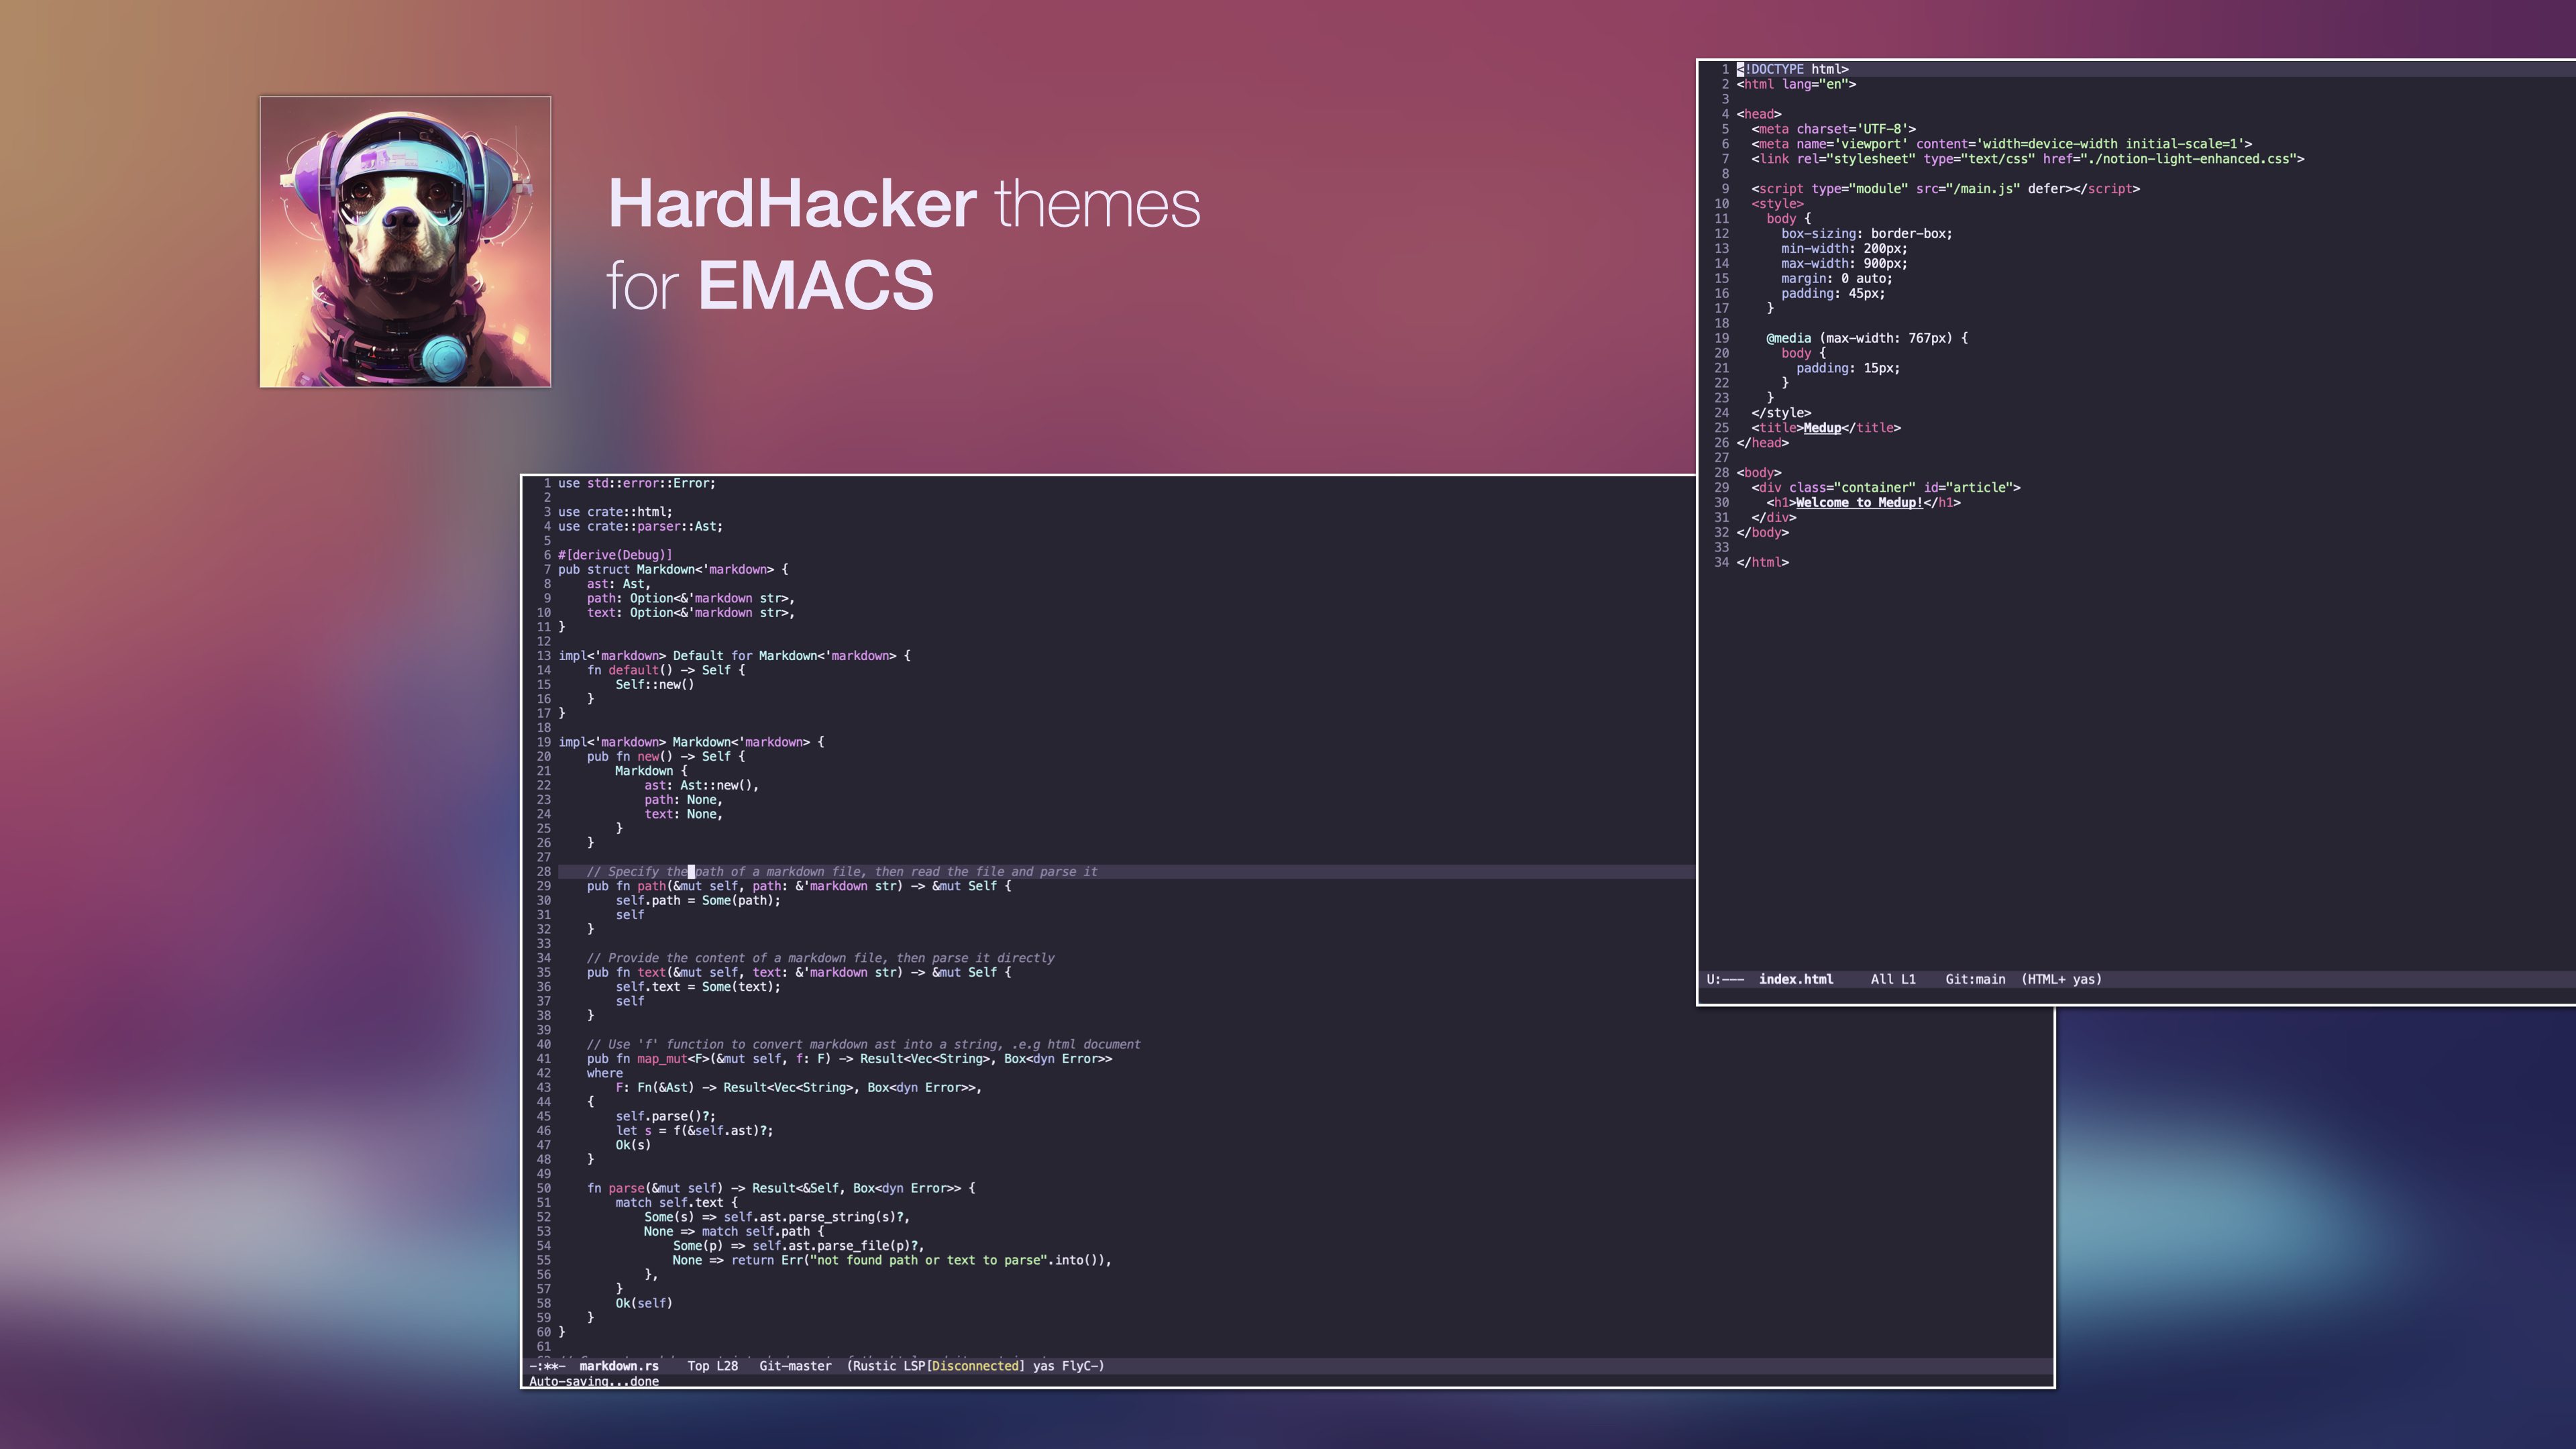 HardHacker themes
for EMACS
1 use std::error::Error;
2
3 use crate::html;
4 use crate::parser::Ast;
5
6 #[derive(Debug)]
7 pub struct Markdown<'markdown> {
8     ast: Ast,
9     path: Option<&'markdown str>,
10     text: Option<&'markdown str>,
11 }
12
13 impl<'markdown> Default for Markdown<'markdown> {
14     fn default() -> Self {
15         Self::new()
16     }
17 }
18
19 impl<'markdown> Markdown<'markdown> {
20     pub fn new() -> Self {
21         Markdown {
22             ast: Ast::new(),
23             path: None,
24             text: None,
25         }
26     }
27
28     // Specify the path of a markdown file, then read the file and parse it
29     pub fn path(&mut self, path: &'markdown str) -> &mut Self {
30         self.path = Some(path);
31         self
32     }
33
34     // Provide the content of a markdown file, then parse it directly
35     pub fn text(&mut self, text: &'markdown str) -> &mut Self {
36         self.text = Some(text);
37         self
38     }
39
40     // Use 'f' function to convert markdown ast into a string, .e.g html document
41     pub fn map_mut<F>(&mut self, f: F) -> Result<Vec<String>, Box<dyn Error>>
42     where
43         F: Fn(&Ast) -> Result<Vec<String>, Box<dyn Error>>,
44     {
45         self.parse()?;
46         let s = f(&self.ast)?;
47         Ok(s)
48     }
49
50     fn parse(&mut self) -> Result<&Self, Box<dyn Error>> {
51         match self.text {
52             Some(s) => self.ast.parse_string(s)?,
53             None => match self.path {
54                 Some(p) => self.ast.parse_file(p)?,
55                 None => return Err("not found path or text to parse".into()),
56             },
57         }
58         Ok(self)
59     }
60 }
61
-:**-  markdown.rs    Top L28   Git-master  (Rustic LSP[Disconnected] yas FlyC-)
Auto-saving...done
1 <!DOCTYPE html>
2 <html lang="en">
3
4 <head>
5   <meta charset='UTF-8'>
6   <meta name='viewport' content='width=device-width initial-scale=1'>
7   <link rel="stylesheet" type="text/css" href="./notion-light-enhanced.css">
8
9   <script type="module" src="/main.js" defer></script>
10   <style>
11     body {
12       box-sizing: border-box;
13       min-width: 200px;
14       max-width: 900px;
15       margin: 0 auto;
16       padding: 45px;
17     }
18
19     @media (max-width: 767px) {
20       body {
21         padding: 15px;
22       }
23     }
24   </style>
25   <title>Medup</title>
26 </head>
27
28 <body>
29   <div class="container" id="article">
30     <h1>Welcome to Medup!</h1>
31   </div>
32 </body>
33
34 </html>
U:---  index.html     All L1    Git:main  (HTML+ yas)